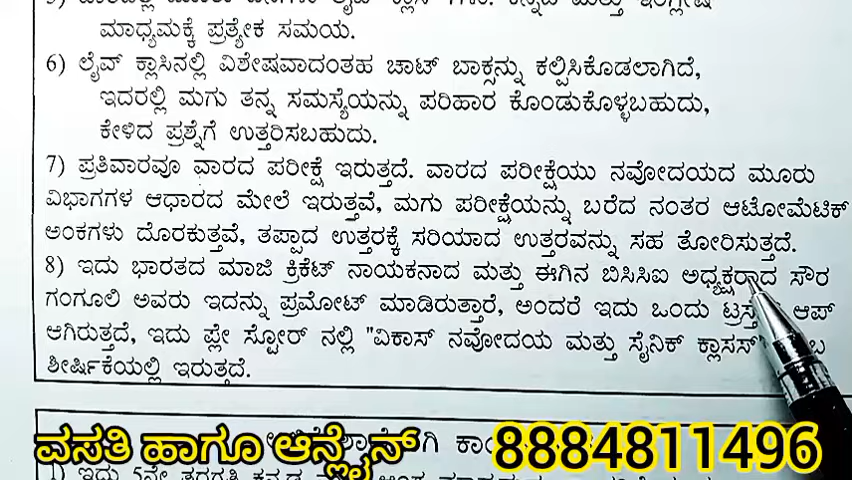 ಮಾಧ್ಯಮಕ್ಕೆ ಪ್ರತ್ಯೇಕ ಸಮಯ.
6) ಲೈವ್ ಕ್ಲಾಸಿನಲ್ಲಿ ವಿಶೇಷವಾದಂತಹ ಚಾಟ್ ಬಾಕ್ಸನ್ನು ಕಲ್ಪಿಸಿಕೊಡಲಾಗಿದೆ,
ಇದರಲ್ಲಿ ಮಗು ತನ್ನ ಸಮಸ್ಯೆಯನ್ನು ಪರಿಹಾರ ಕೊಂಡುಕೊಳ್ಳಬಹುದು,
ಕೇಳಿದ ಪ್ರಶ್ನೆಗೆ ಉತ್ತರಿಸಬಹುದು.
7) ಪ್ರತಿವಾರವೂ ವಾರದ ಪರೀಕ್ಷೆ ಇರುತ್ತದೆ. ವಾರದ ಪರೀಕ್ಷೆಯು ನವೋದಯದ ಮೂರು
ವಿಭಾಗಗಳ ಆಧಾರದ ಮೇಲೆ ಇರುತ್ತವೆ, ಮಗು ಪರೀಕ್ಷೆಯನ್ನು ಬರೆದ ನಂತರ ಆಟೋಮೆಟಿಕ್
ಅಂಕಗಳು ದೊರಕುತ್ತವೆ, ತಪ್ಪಾದ ಉತ್ತರಕ್ಕೆ ಸರಿಯಾದ ಉತ್ತರವನ್ನು ಸಹ ತೋರಿಸುತ್ತದೆ.
8) ಇದು ಭಾರತದ ಮಾಜಿ ಕ್ರಿಕೆಟ್ ನಾಯಕನಾದ ಮತ್ತು ಈಗಿನ ಬಿಸಿಸಿಐ ಅಧ್ಯಕ್ಷರಾದ ಸೌರ
ಗಂಗೂಲಿ ಅವರು ಇದನ್ನು ಪ್ರಮೋಟ್ ಮಾಡಿರುತ್ತಾರೆ, ಅಂದರೆ ಇದು ಒಂದು ಆಪ್
ಆಗಿರುತ್ತದೆ, ಇದು ಪ್ಲೇ ಸ್ಟೋರ್ ನಲ್ಲಿ "ವಿಕಾಸ್ ನವೋದಯ ಮತ್ತು ಸೈನಿಕ್ ಕ್ಲಾಸಸ್"
ಶೀರ್ಷಿಕೆಯಲ್ಲಿ ಇರುತ್ತದೆ.
ವಸತಿ ಹಾಗೂ ಆನ್ಲೈನ್ 8884811496